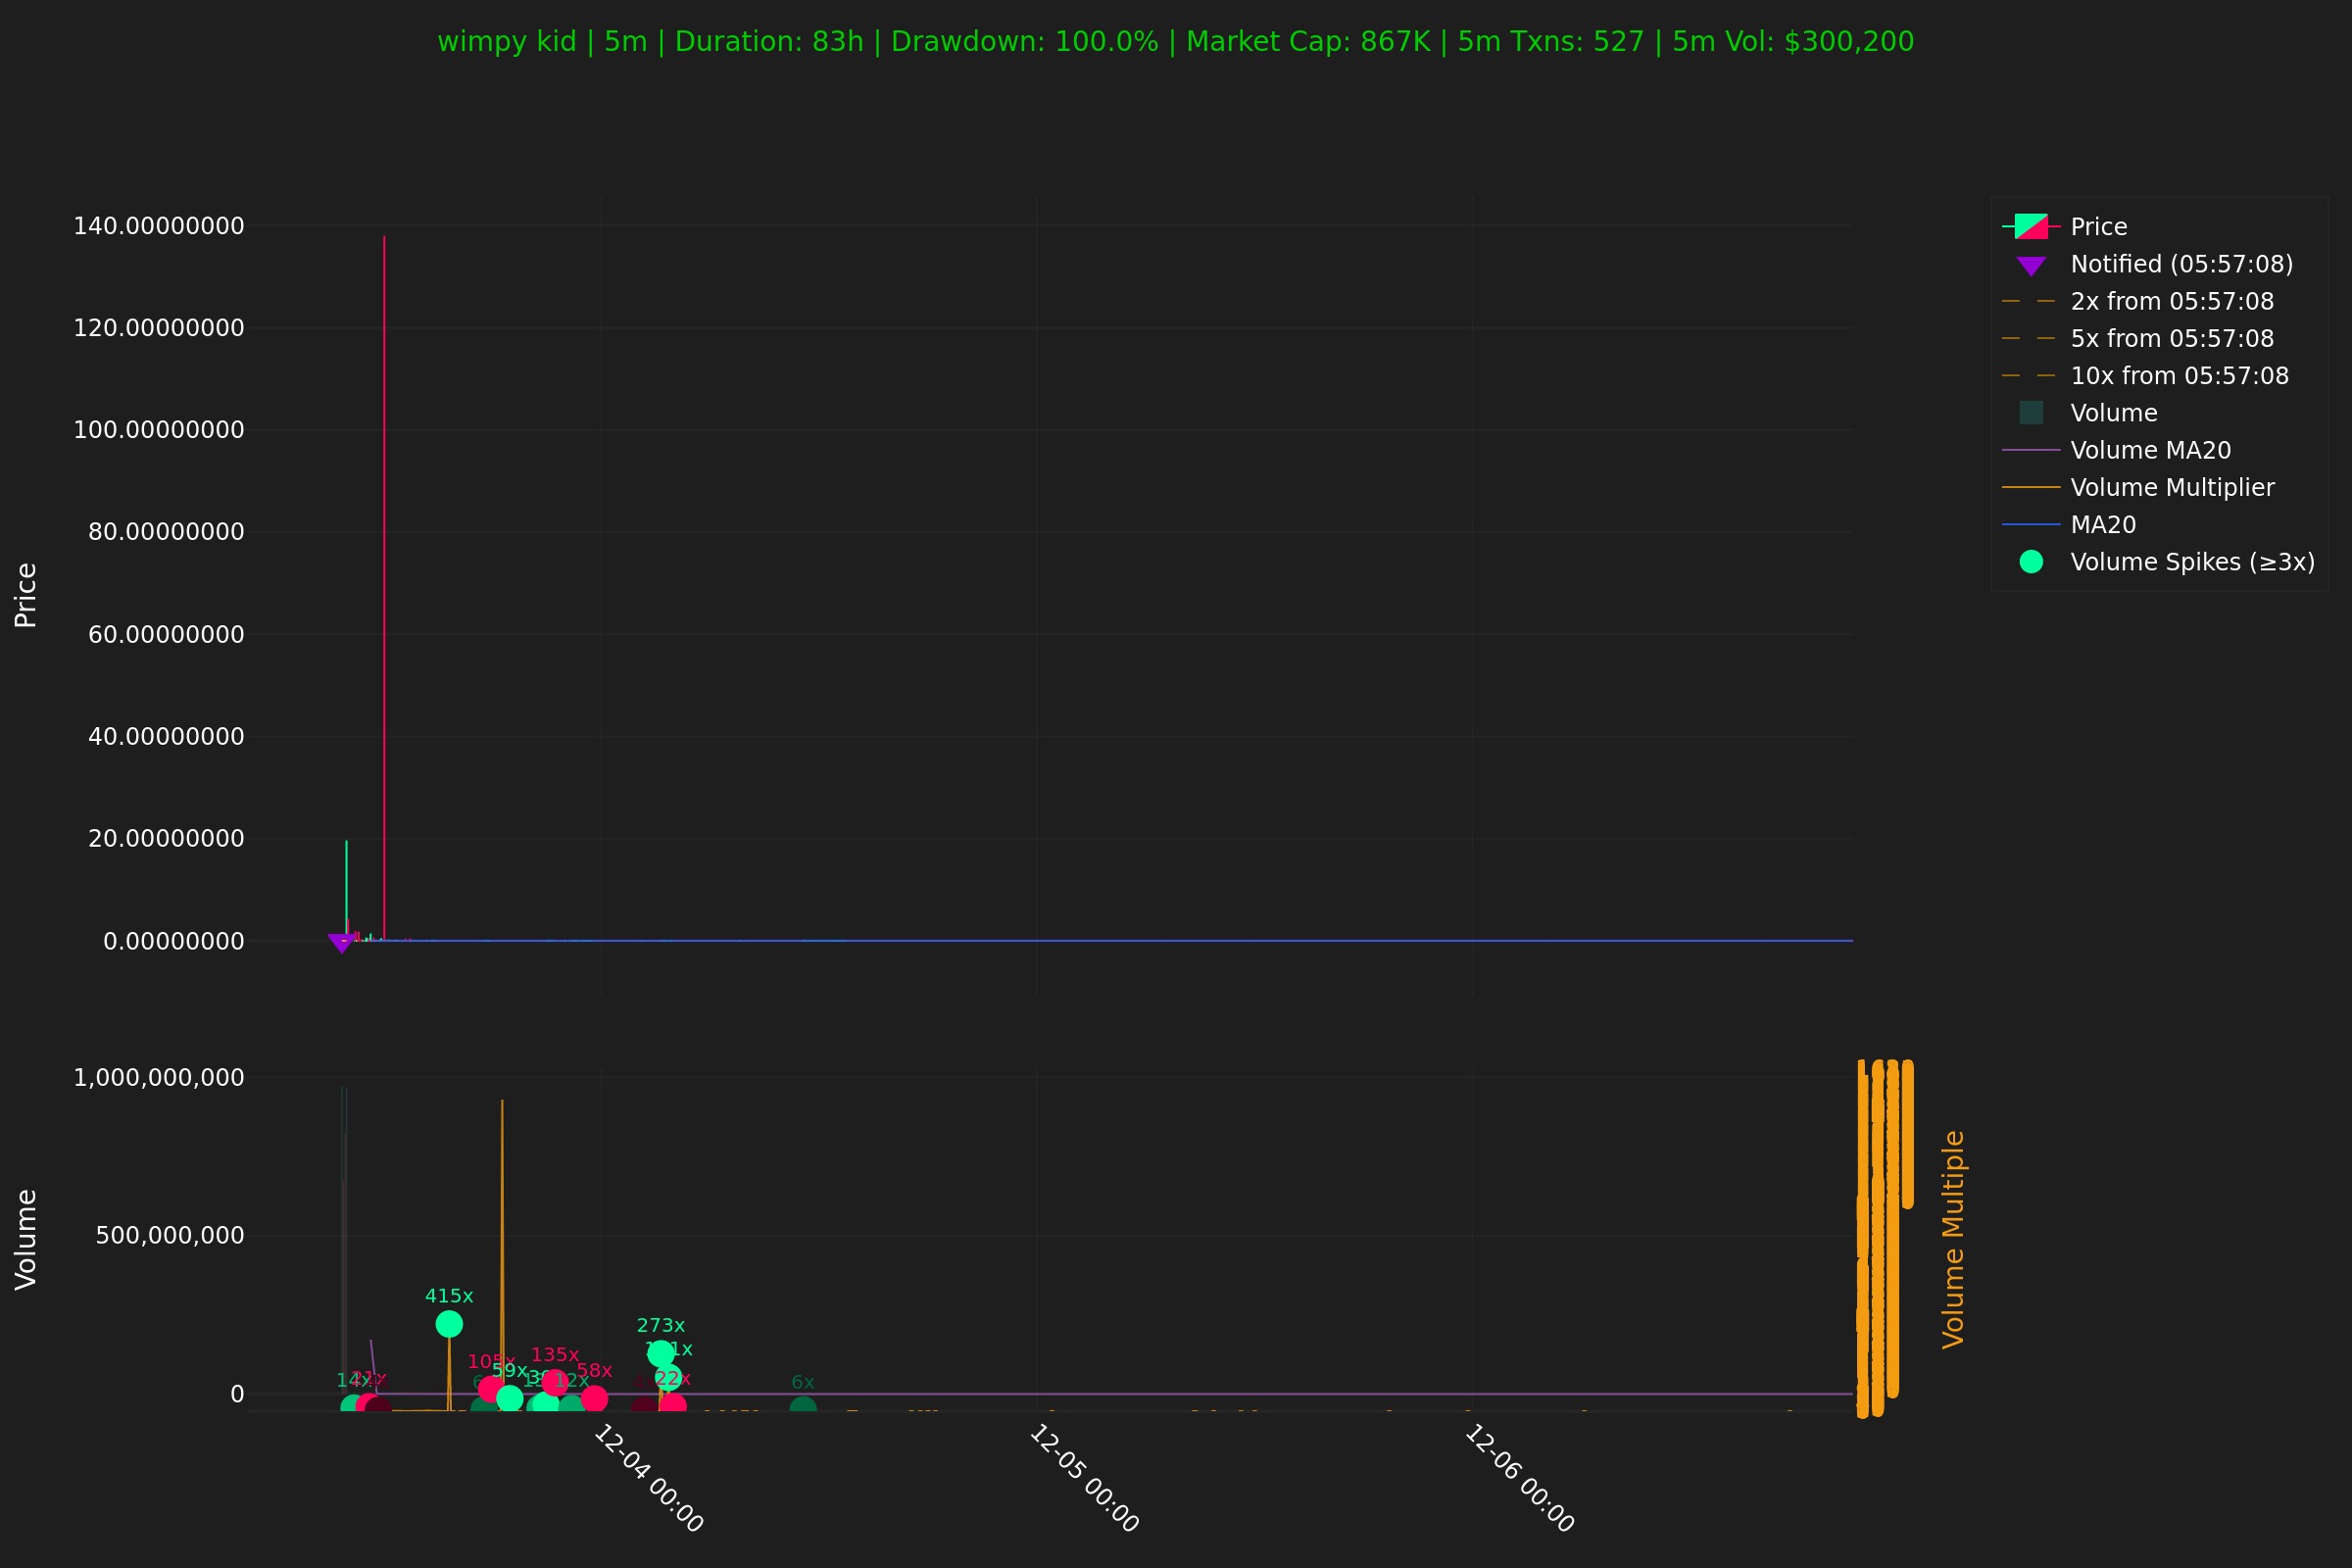 wimpy kid | 5m | Duration: 83h | Drawdown: 100.0% | Market Cap: 867K | 5m Txns: 527 | 5m Vol: $300,200
140.00000000
120.00000000
100.00000000
80.00000000
60.00000000
40.00000000
20.00000000
0.00000000
Price
Price
Notified (05:57:08)
2x from 05:57:08
5x from 05:57:08
10x from 05:57:08
Volume
Volume MA20
Volume Multiplier
MA20
Volume Spikes (≥3x)
1,000,000,000
500,000,000
0
Volume
415x
273x
135x
105x
59x
58x
14x
12x
22x
6x
Volume Multiple
12-04 00:00
12-05 00:00
12-06 00:00